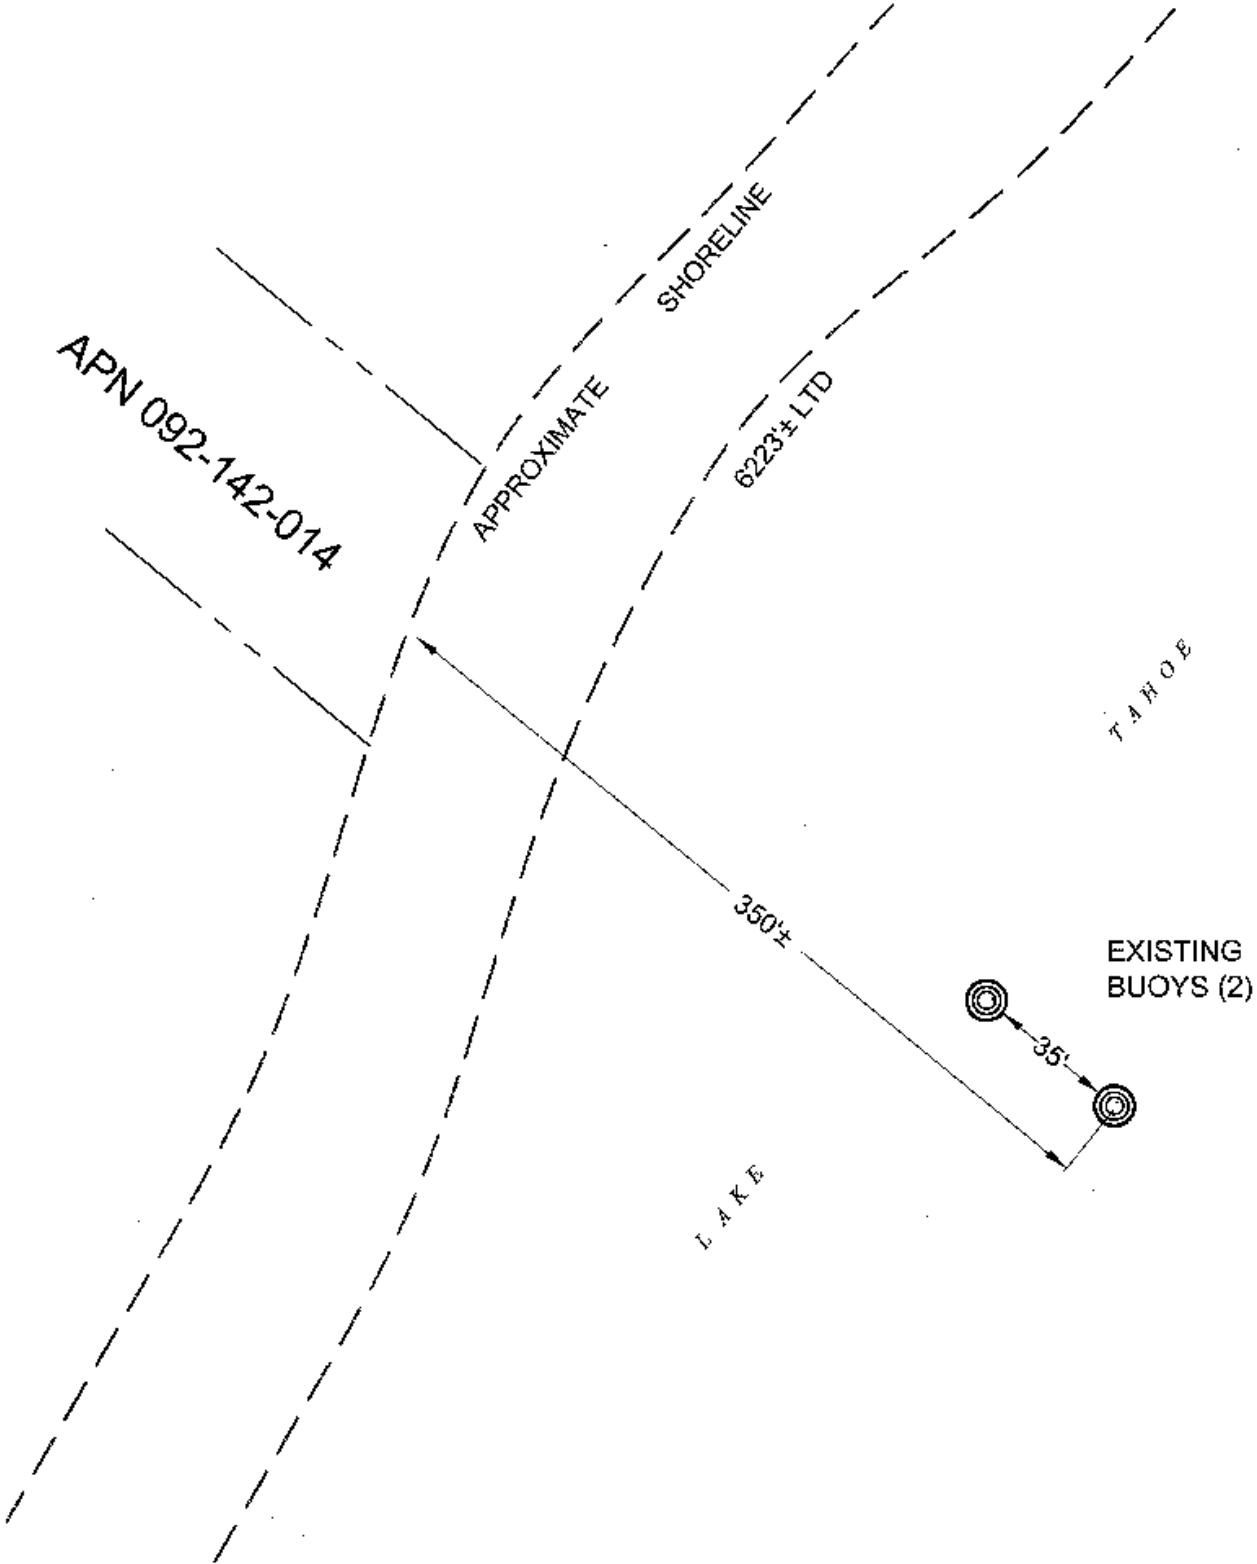 SHORELINE
APPROXIMATE
6223'± LTD
APN 092-142-014
TAHOE
350'±
EXISTING
BUOYS (2)
35'
LAKE